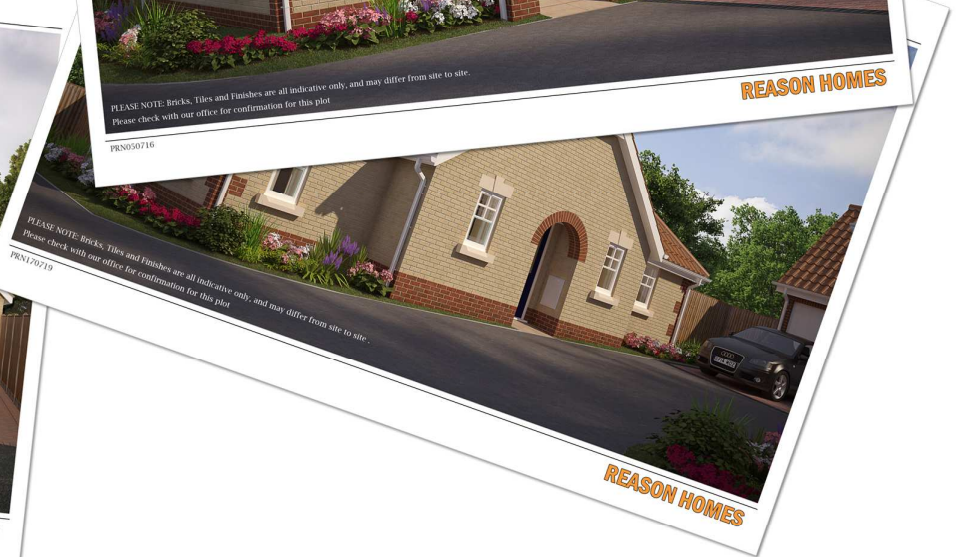 PLEASE NOTE: Bricks, Tiles and Finishes are all indicative only, and may differ from site to site.
Please check with our office for confirmation for this plot
REASON HOMES
PRN050716
PLEASE NOTE: Bricks, Tiles and Finishes are all indicative only, and may differ from site to site .
Please check with our office for confirmation for this plot
PRN170719
REASON HOMES